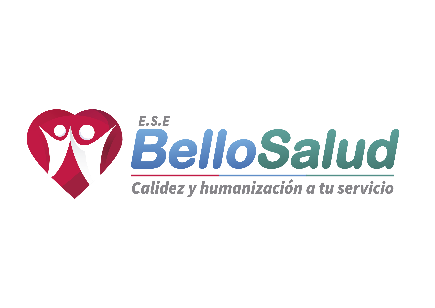 E.S.E
BelloSalud
Calidez y humanización a tu servicio